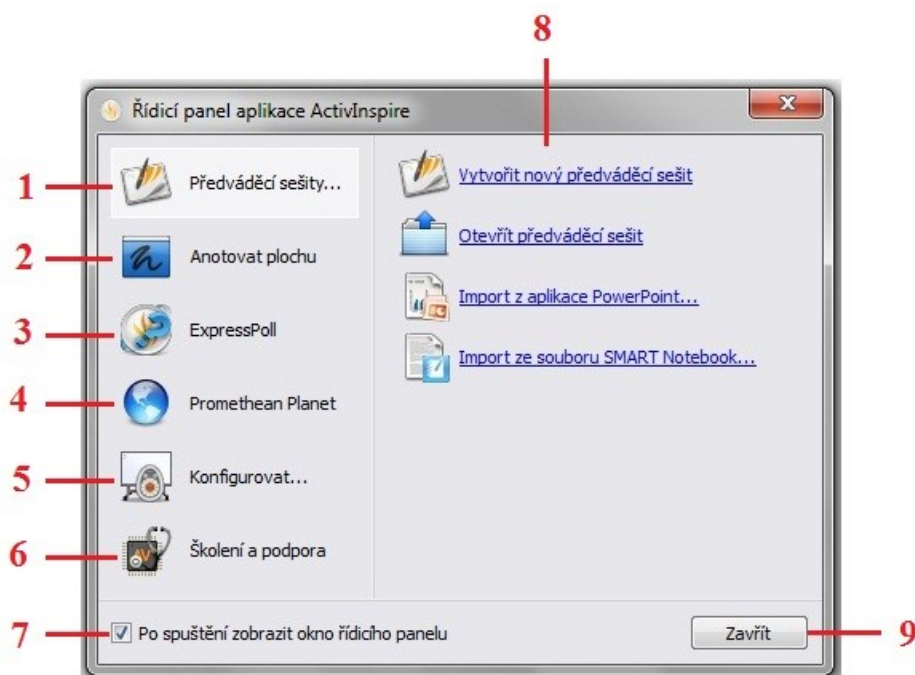 8
Řídicí panel aplikace ActivInspire
1 Předváděcí sešity...
2 Anotovat plochu
3 ExpressPoll
4 Promethean Planet
5 Konfigurovat...
6 Školení a podpora
Vytvořit nový předváděcí sešit
Otevřít předváděcí sešit
Import z aplikace PowerPoint...
Import ze souboru SMART Notebook...
7 Po spuštění zobrazit okno řídicího panelu
Zavřít 9